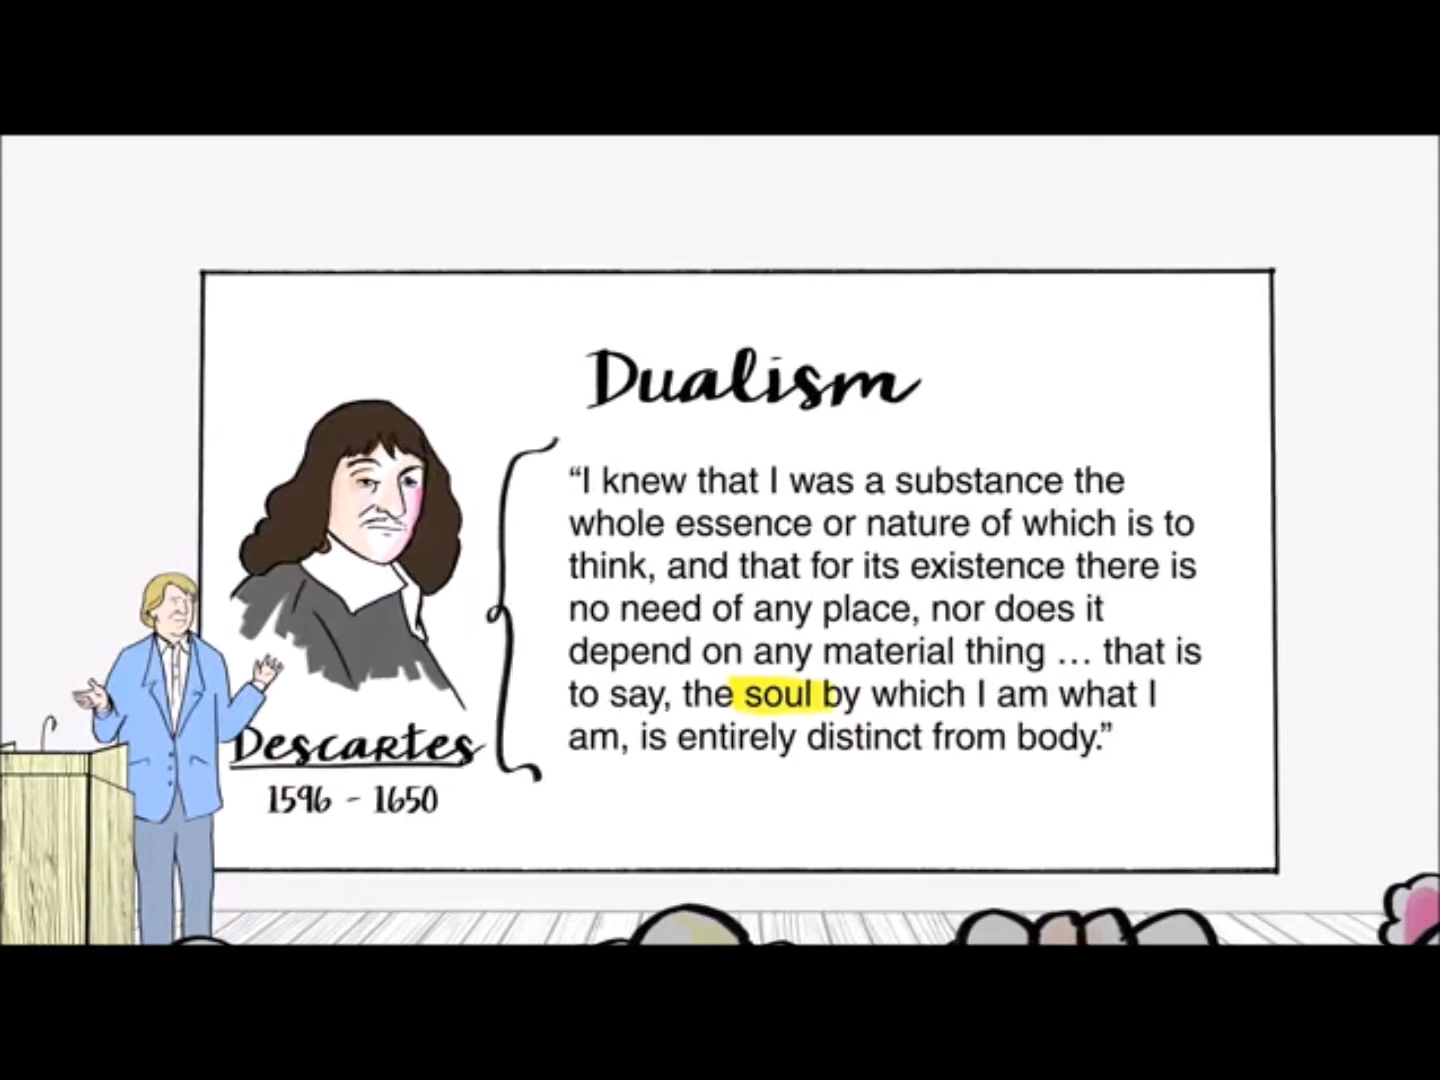 Dualism
“I knew that I was a substance the
whole essence or nature of which is to
think, and that for its existence there is
no need of any place, nor does it
depend on any material thing … that is
to say, the soul by which I am what I
am, is entirely distinct from body.”
Descartes
1596 - 1650